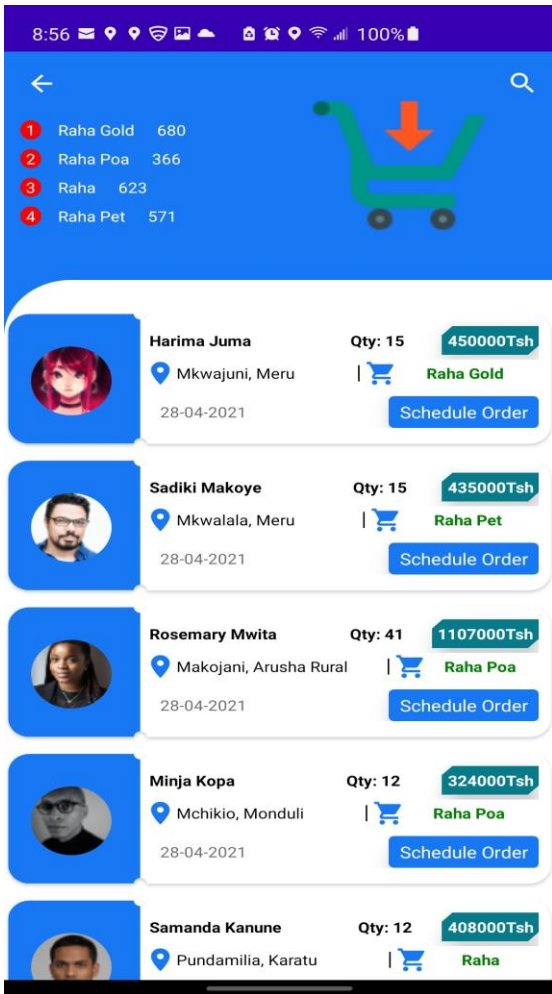 8:56 100%
1 Raha Gold 680
2 Raha Poa 366
3 Raha 623
4 Raha Pet 571
Harima Juma Qty: 15 450000Tsh
Mkwajuni, Meru | Raha Gold
28-04-2021 Schedule Order
Sadiki Makoye Qty: 15 435000Tsh
Mkwalala, Meru | Raha Pet
28-04-2021 Schedule Order
Rosemary Mwita Qty: 41 1107000Tsh
Makojani, Arusha Rural | Raha Poa
28-04-2021 Schedule Order
Minja Kopa Qty: 12 324000Tsh
Mchikio, Monduli | Raha Poa
28-04-2021 Schedule Order
Samanda Kanune Qty: 12 408000Tsh
Pundamilia, Karatu | Raha